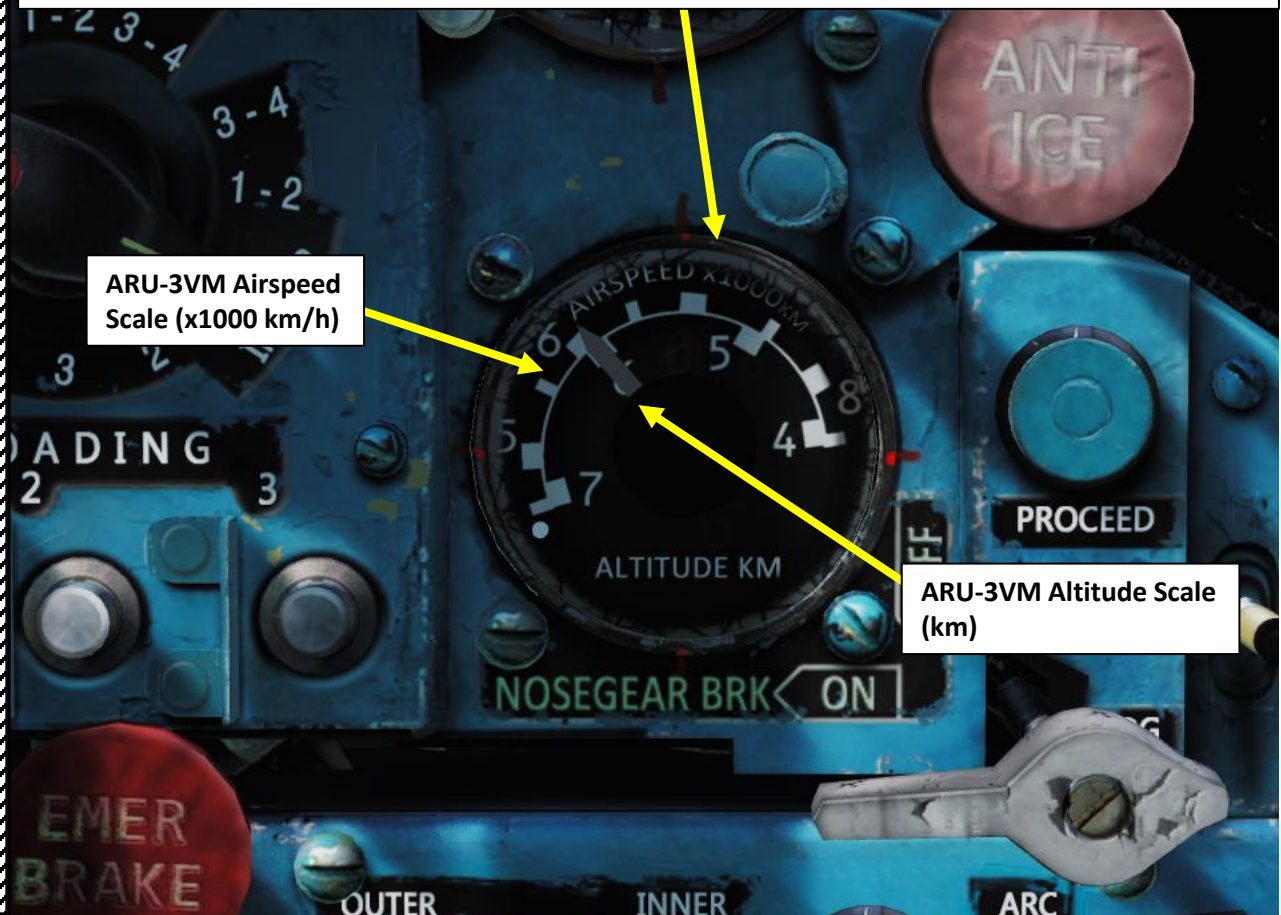 1 - 2 3 - 4
3 - 4
1 - 2
ANTI
ICE
ARU-3VM Airspeed
Scale (x1000 km/h)
3
2
AIRSPEED X1000KM
6
5
8
5
4
7
ADING
2
3
ALTITUDE KM
PROCEED
ARU-3VM Altitude Scale
(km)
NOSEGEAR BRK
ON
EMER
BRAKE
OUTER
INNER
ARC